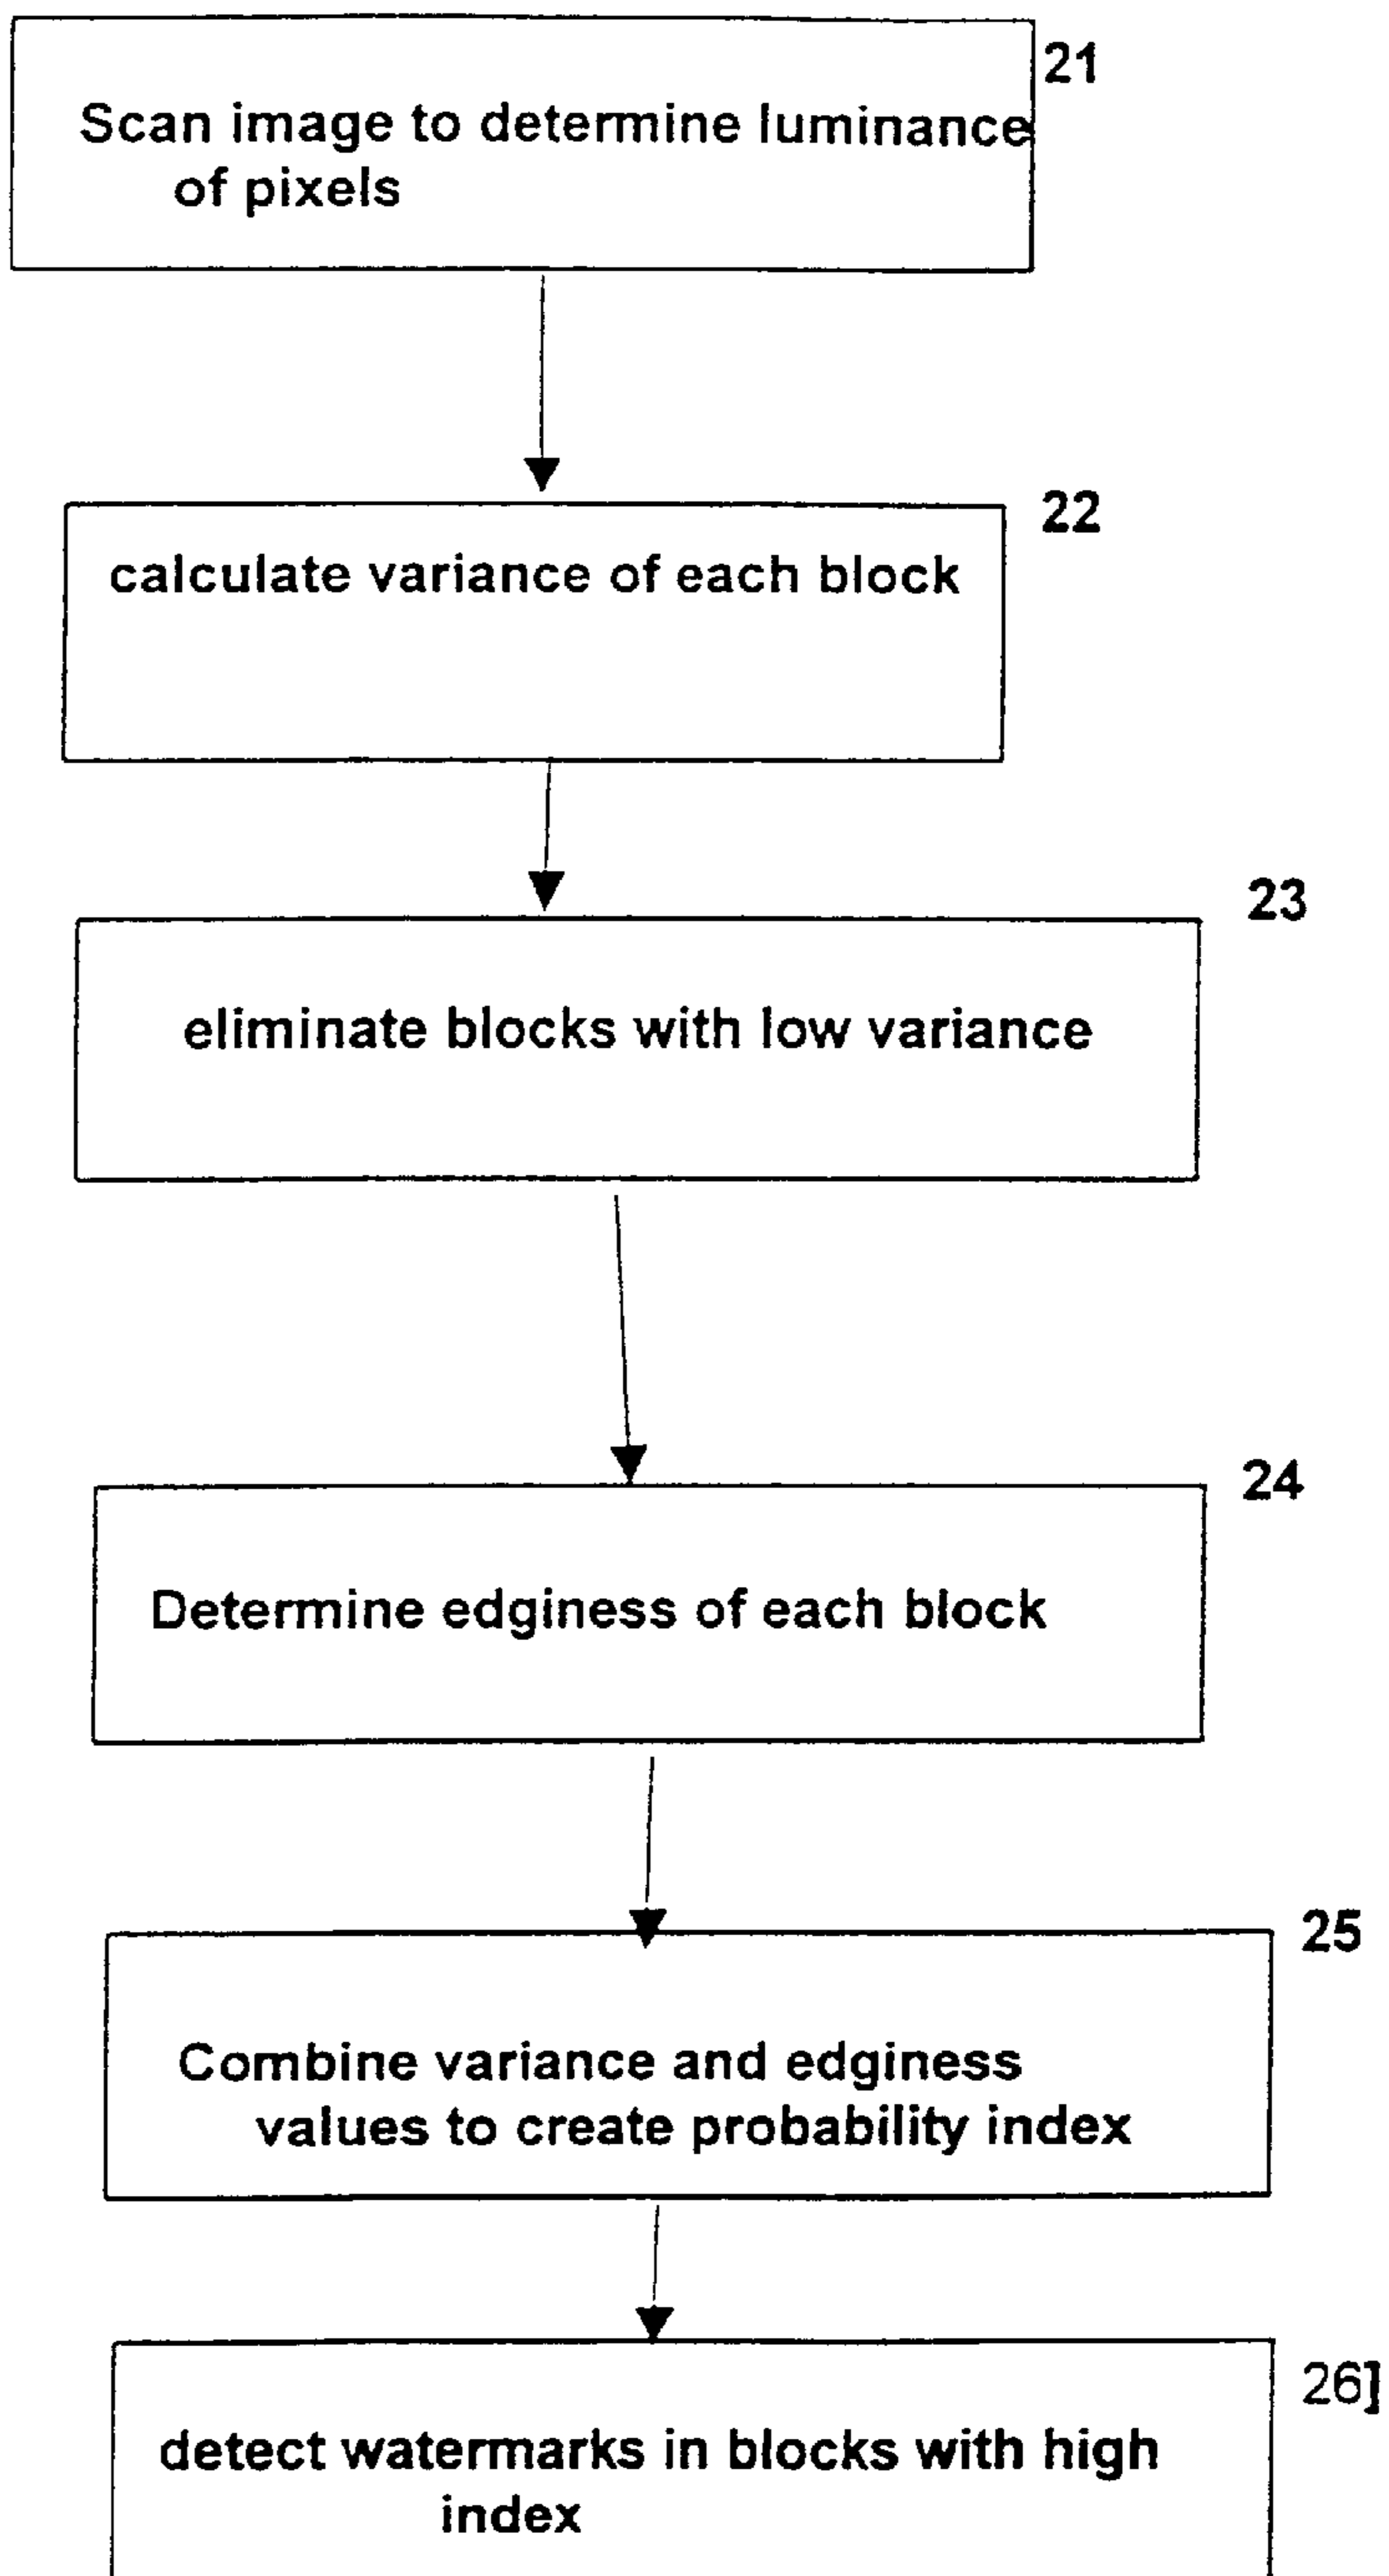 21
Scan image to determine luminance
of pixels
22
calculate variance of each block
23
eliminate blocks with low variance
24
Determine edginess of each block
25
Combine variance and edginess
values to create probability index
26]
detect watermarks in blocks with high
index